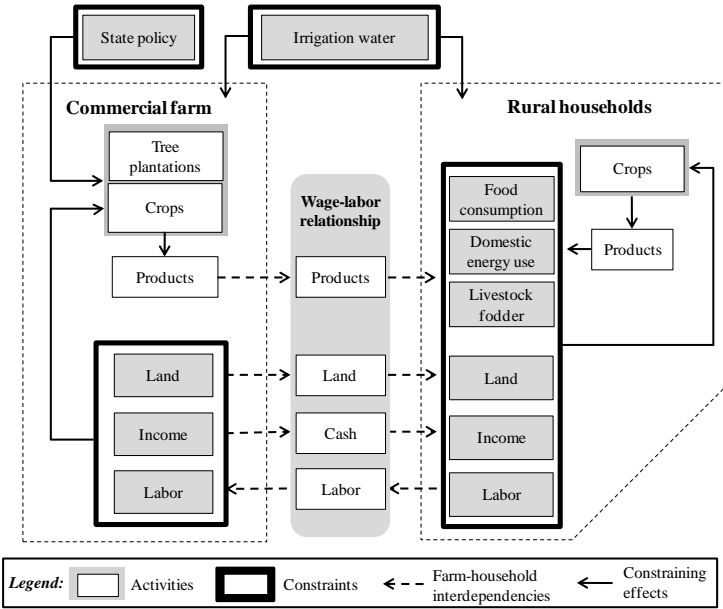 State policy
Irrigation water
Commercial farm
Rural households
Tree
plantations
Crops
Products
Land
Income
Labor
Wage-labor
relationship
Products
Land
Cash
Labor
Food
consumption
Domestic
energy use
Livestock
fodder
Land
Income
Labor
Crops
Products
Legend:
Activities
Constraints
Farm-household
interdependencies
Constraining
effects